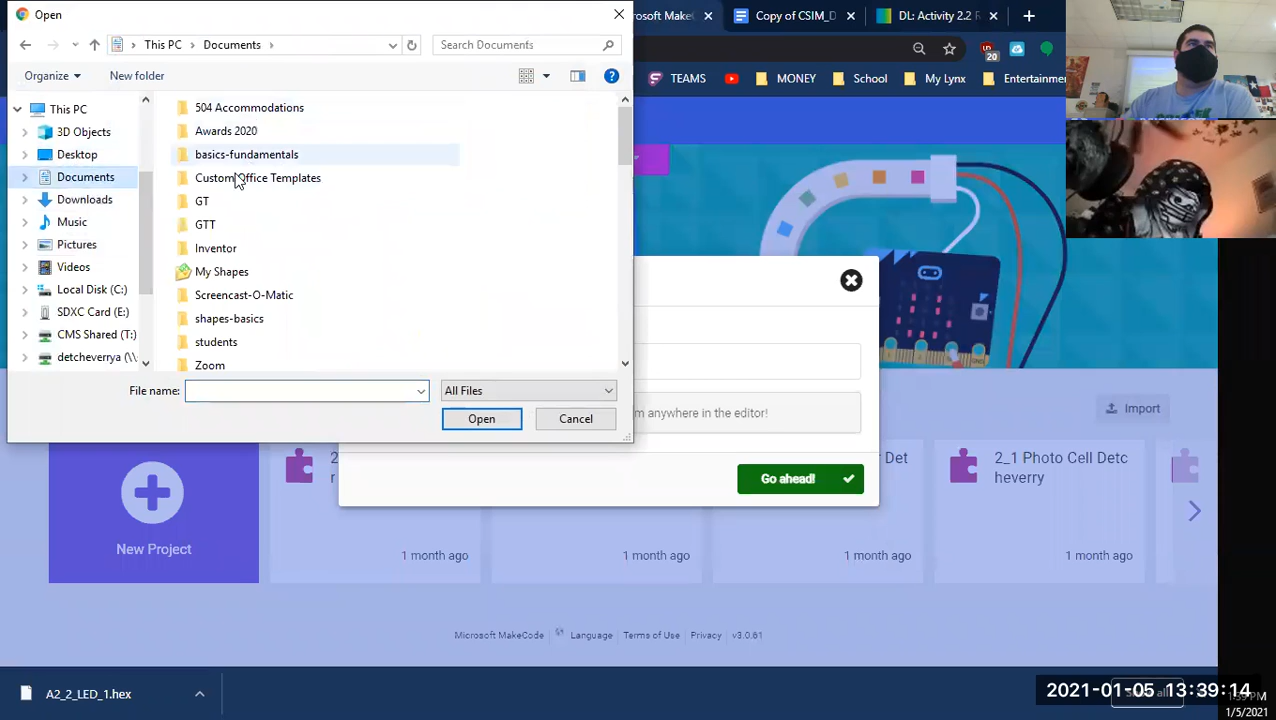 Open
rosoft Make
Copy of CSIM_D
DL: Activity 2.2 R
This PC
Documents
Search Documents
20
Organize
New folder
TEAMS
MONEY
School
My Lynx
Entertainme
This PC
3D Objects
Desktop
Documents
Downloads
Music
Pictures
Videos
Local Disk (C:)
SDXC Card (E:)
CMS Shared (T:)
detcheverrya (\\
504 Accommodations
Awards 2020
basics-fundamentals
Custom Office Templates
GT
GTT
Inventor
My Shapes
Screencast-O-Matic
shapes-basics
students
Zoom
File name:
All Files
Open
Cancel
m anywhere in the editor!
Import
Go ahead!
New Project
2
r
1 month ago
1 month ago
r Det
1 month ago
2_1 Photo Cell Detc
heverry
1 month ago
Microsoft MakeCode
Language
Terms of Use
Privacy
v3.0.61
A2_2_LED_1.hex
2021-01-05 13:39:14
1/5/2021